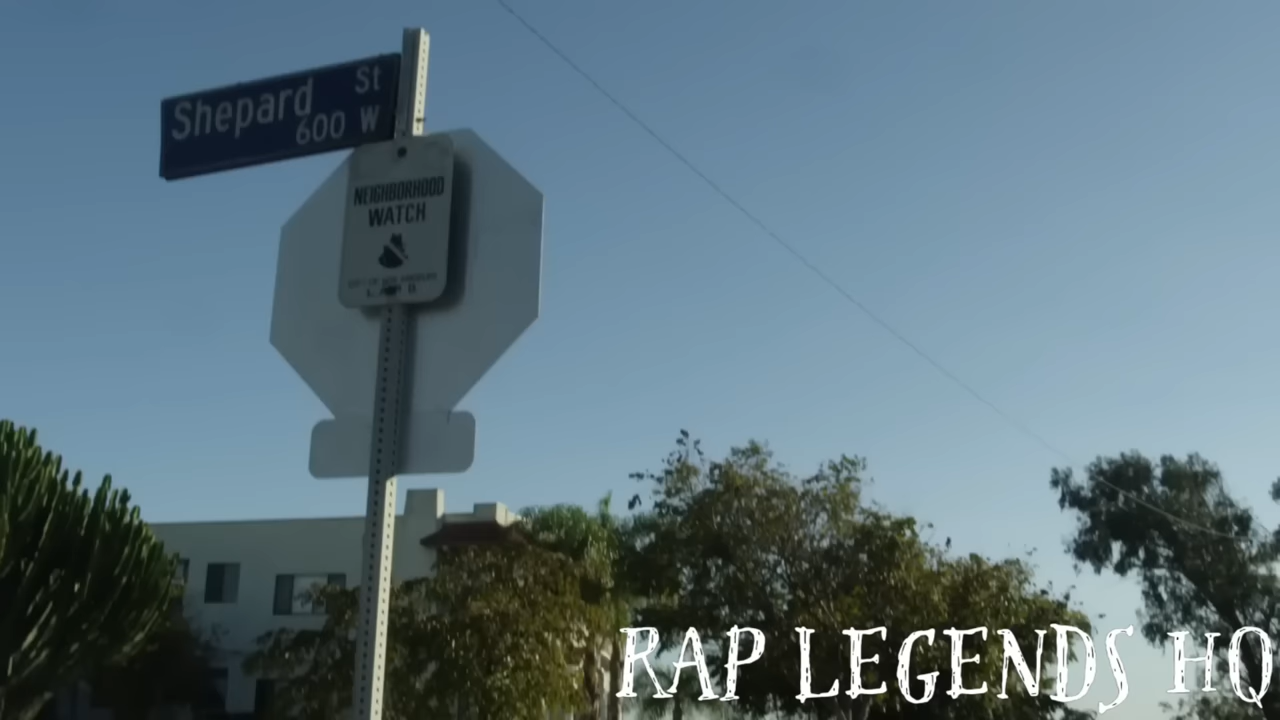 Shepard St
600 W
NEIGHBORHOOD
WATCH
RAP LEGENDS HQ